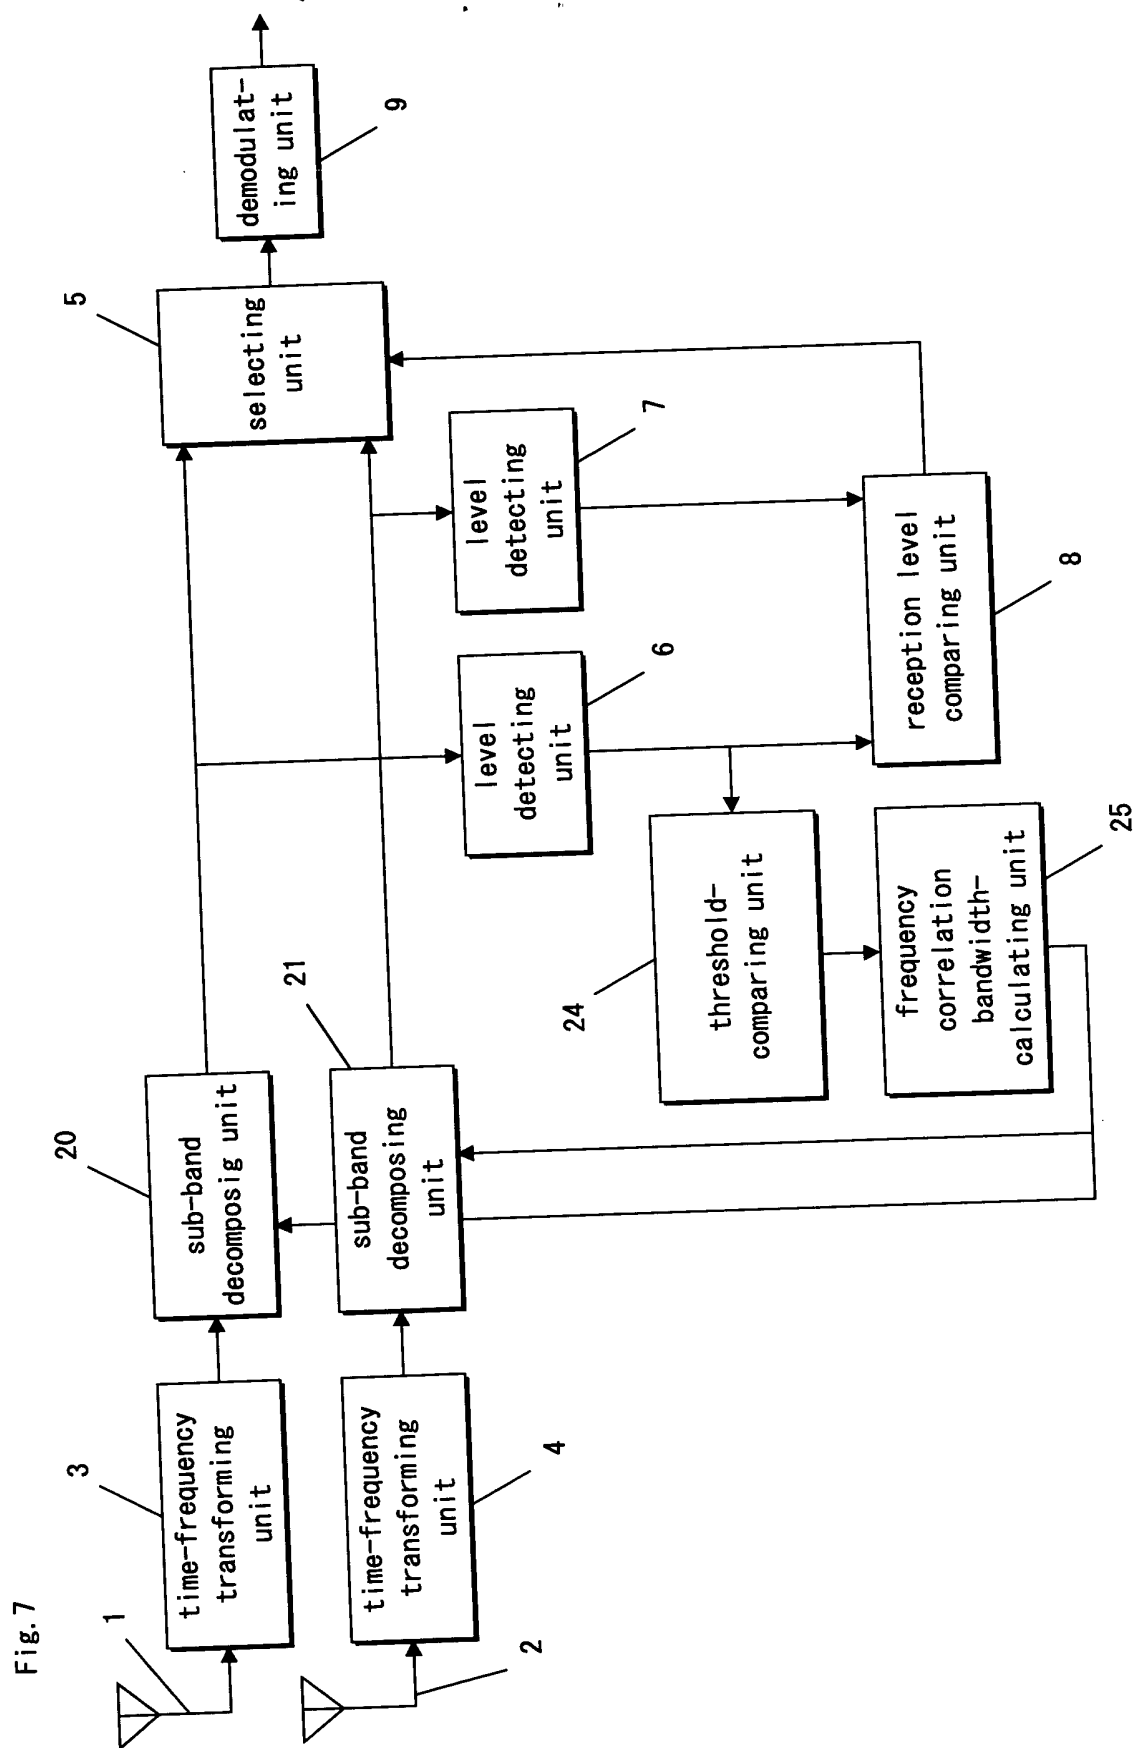 Fig. 7
1
2
3
time-frequency
transforming
unit
time-frequency
transforming
unit
4
20
sub-band
decomposig unit
21
sub-band
decomposing
unit
level
detecting
unit
6
level
detecting
unit
7
24
threshold-
comparing unit
frequency
correlation
bandwidth-
calculating unit
25
reception level
comparing unit
8
5
selecting
unit
demodulat-
ing unit
9